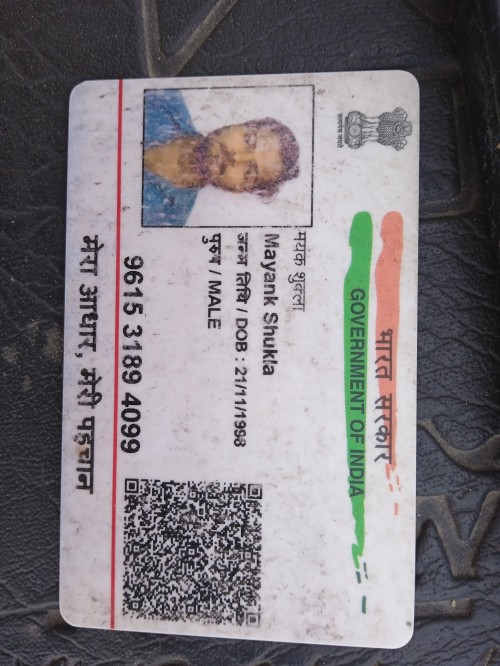 भारत सरकार
GOVERNMENT OF INDIA
मयंक शुक्ला
Mayank Shukla
जन्म तिथि / DOB : 21/11/1998
पुरुष / MALE
9615 3189 4099
मेरा आधार, मेरी पहचान